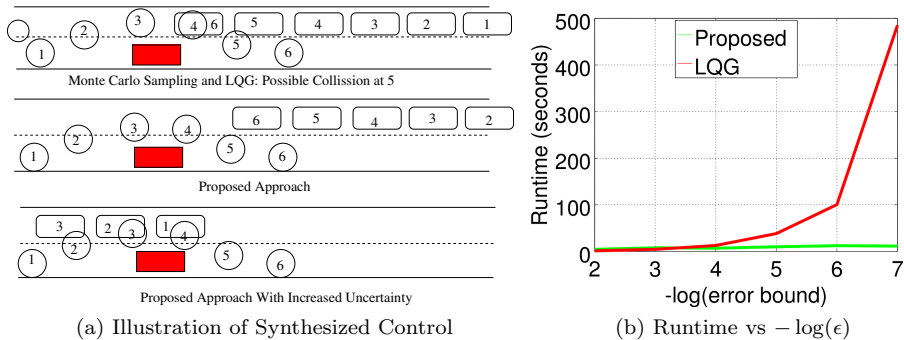 3 4 6 5 4 3 2 1
2
1 5 6
Monte Carlo Sampling and LQG: Possible Collission at 5
6 5 4 3 2
3 4
2
1 5 6
Proposed Approach
3 2 1
2 3 4
1 5 6
Proposed Approach With Increased Uncertainty
(a) Illustration of Synthesized Control
500
400
300
200
100
0
Runtime (seconds)
Proposed
LQG
2 3 4 5 6 7
-log(error bound)
(b) Runtime vs − log(ϵ)